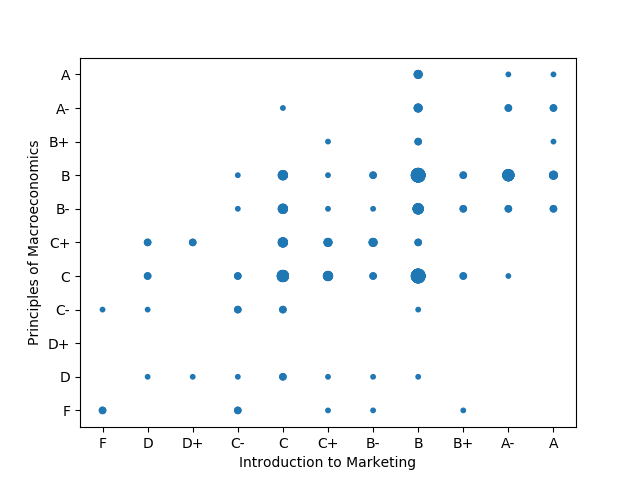 A
A-
B+
B
B-
C+
C
C-
D+
D
F
Principles of Macroeconomics
F D D+ C- C C+ B- B B+ A- A
Introduction to Marketing